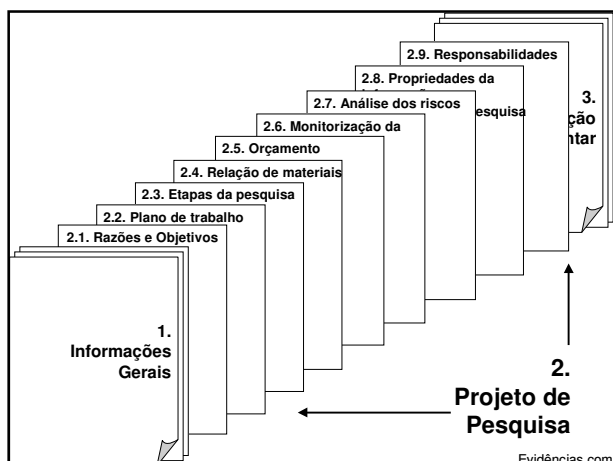 2.9. Responsabilidades
2.8. Propriedades da
2.7. Análise dos riscos
2.6. Monitorização da
2.5. Orçamento
2.4. Relação de materiais
2.3. Etapas da pesquisa
2.2. Plano de trabalho
2.1. Razões e Objetivos
1.
Informações
Gerais
2.
Projeto de
Pesquisa
3.
ção
ntar
esquisa
Evidências.com